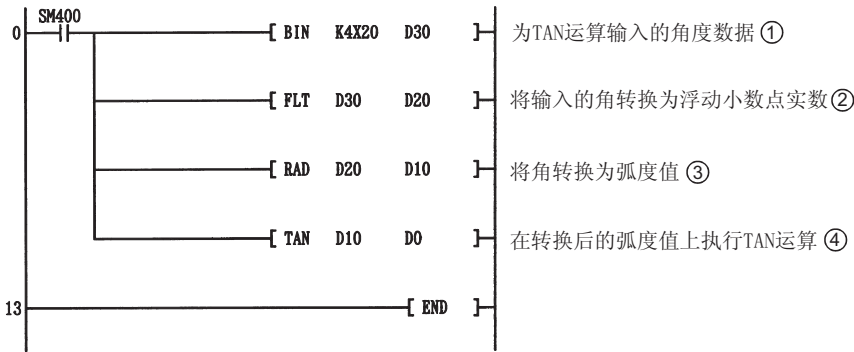 SM400
0 [ BIN K4X20 D30 ] 为TAN运算输入的角度数据 ①
[ FLT D30 D20 ] 将输入的角转换为浮动小数点实数 ②
[ RAD D20 D10 ] 将角转换为弧度值 ③
[ TAN D10 D0 ] 在转换后的弧度值上执行TAN运算 ④
13 [ END ]